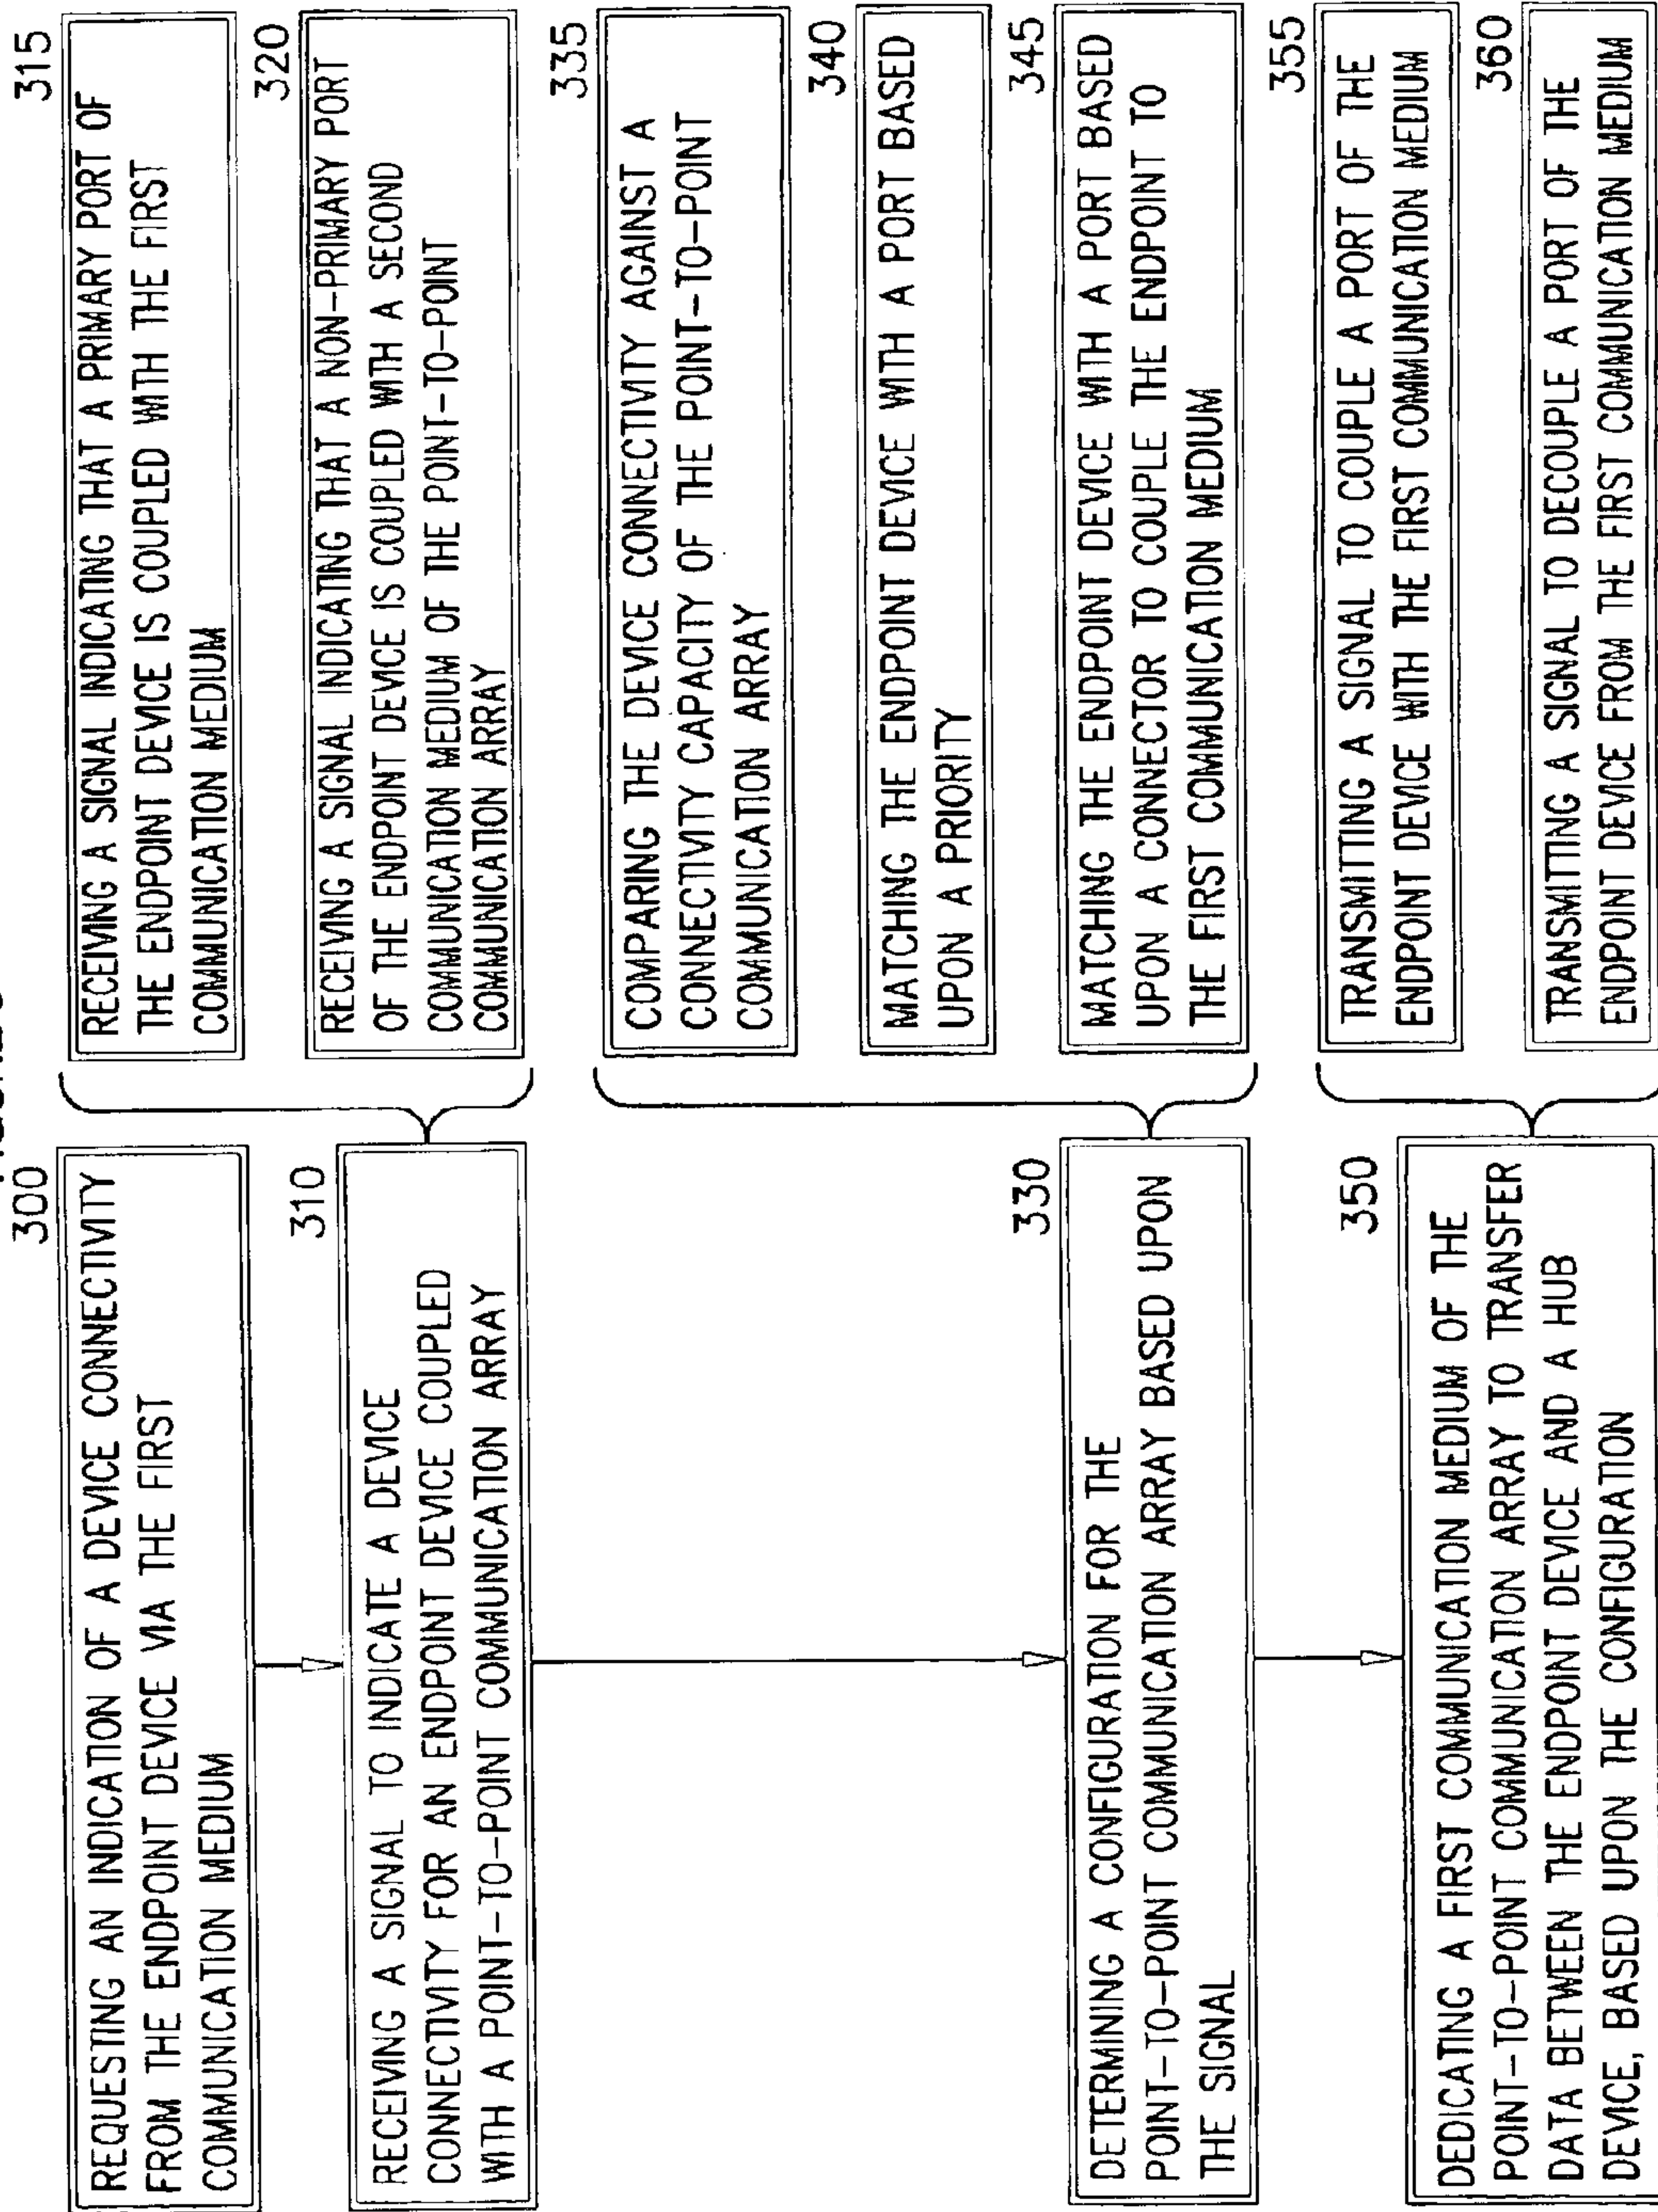 300
REQUESTING AN INDICATION OF A DEVICE CONNECTIVITY
FROM THE ENDPOINT DEVICE VIA THE FIRST
COMMUNICATION MEDIUM
310
RECEIVING A SIGNAL TO INDICATE A DEVICE
CONNECTIVITY FOR AN ENDPOINT DEVICE COUPLED
WITH A POINT-TO-POINT COMMUNICATION ARRAY
315
RECEIVING A SIGNAL INDICATING THAT A PRIMARY PORT OF
THE ENDPOINT DEVICE IS COUPLED WITH THE FIRST
COMMUNICATION MEDIUM
320
RECEIVING A SIGNAL INDICATING THAT A NON-PRIMARY PORT
OF THE ENDPOINT DEVICE IS COUPLED WITH A SECOND
COMMUNICATION MEDIUM OF THE POINT-TO-POINT
COMMUNICATION ARRAY
330
DETERMINING A CONFIGURATION FOR THE
POINT-TO-POINT COMMUNICATION ARRAY BASED UPON
THE SIGNAL
335
COMPARING THE DEVICE CONNECTIVITY AGAINST A
CONNECTIVITY CAPACITY OF THE POINT-TO-POINT
COMMUNICATION ARRAY
340
MATCHING THE ENDPOINT DEVICE WITH A PORT BASED
UPON A PRIORITY
345
MATCHING THE ENDPOINT DEVICE WITH A PORT BASED
UPON A CONNECTOR TO COUPLE THE ENDPOINT TO
THE FIRST COMMUNICATION MEDIUM
350
DEDICATING A FIRST COMMUNICATION MEDIUM OF THE
POINT-TO-POINT COMMUNICATION ARRAY TO TRANSFER
DATA BETWEEN THE ENDPOINT DEVICE AND A HUB
DEVICE, BASED UPON THE CONFIGURATION
355
TRANSMITTING A SIGNAL TO COUPLE A PORT OF THE
ENDPOINT DEVICE WITH THE FIRST COMMUNICATION MEDIUM
360
TRANSMITTING A SIGNAL TO DECOUPLE A PORT OF THE
ENDPOINT DEVICE FROM THE FIRST COMMUNICATION MEDIUM